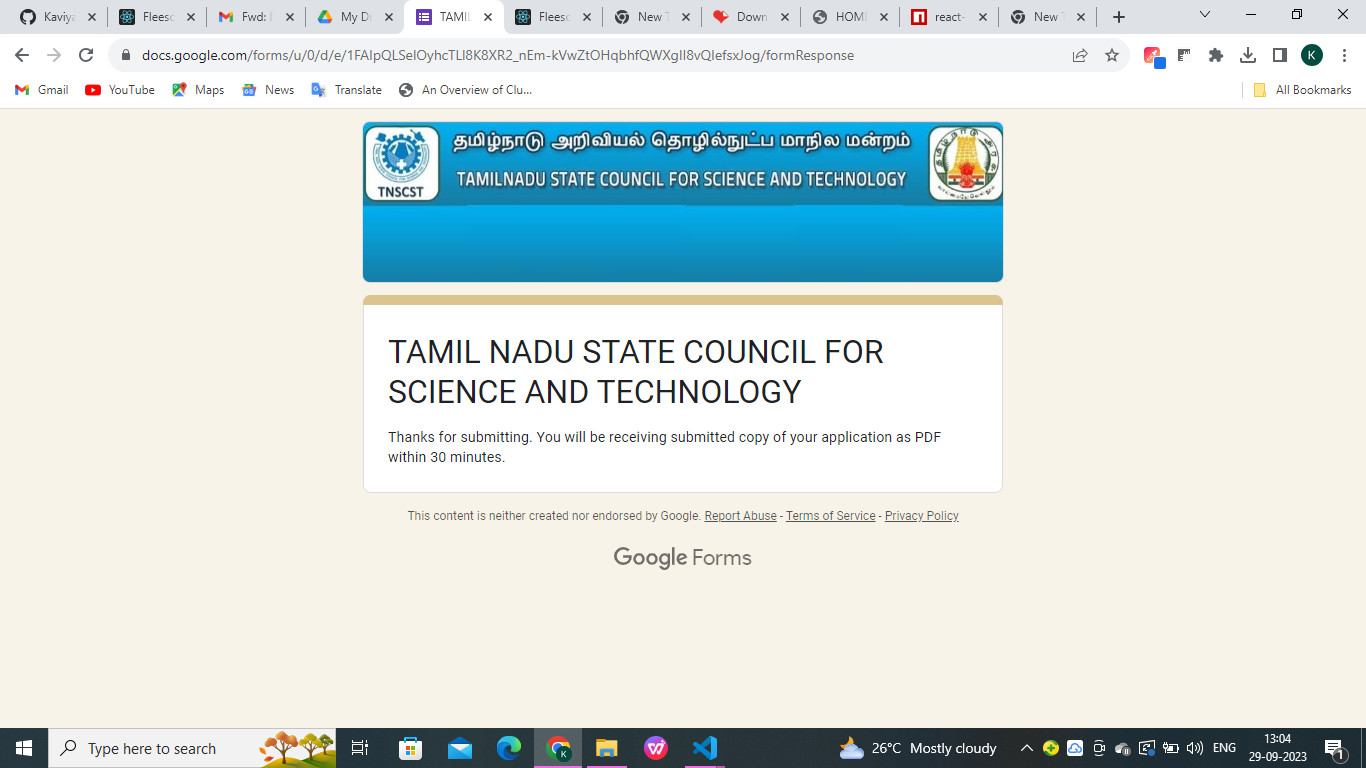 Kaviya
Fleesc
Fwd:
My Dr
TAMIL
Fleesc
New T
Down
HOME
react-
New T
docs.google.com/forms/u/0/d/e/
/formResponse
K
Gmail
YouTube
Maps
News
Translate
An Overview of Clu...
All Bookmarks
தமிழ்நாடு அறிவியல் தொழில்நுட்ப மாநில மன்றம்
TAMILNADU STATE COUNCIL FOR SCIENCE AND TECHNOLOGY
TNSCST
TAMIL NADU STATE COUNCIL FOR
SCIENCE AND TECHNOLOGY
Thanks for submitting. You will be receiving submitted copy of your application as PDF
within 30 minutes.
This content is neither created nor endorsed by Google. Report Abuse - Terms of Service - Privacy Policy
Google Forms
Type here to search
K
26°C Mostly cloudy
ENG
13:04
29-09-2023
1